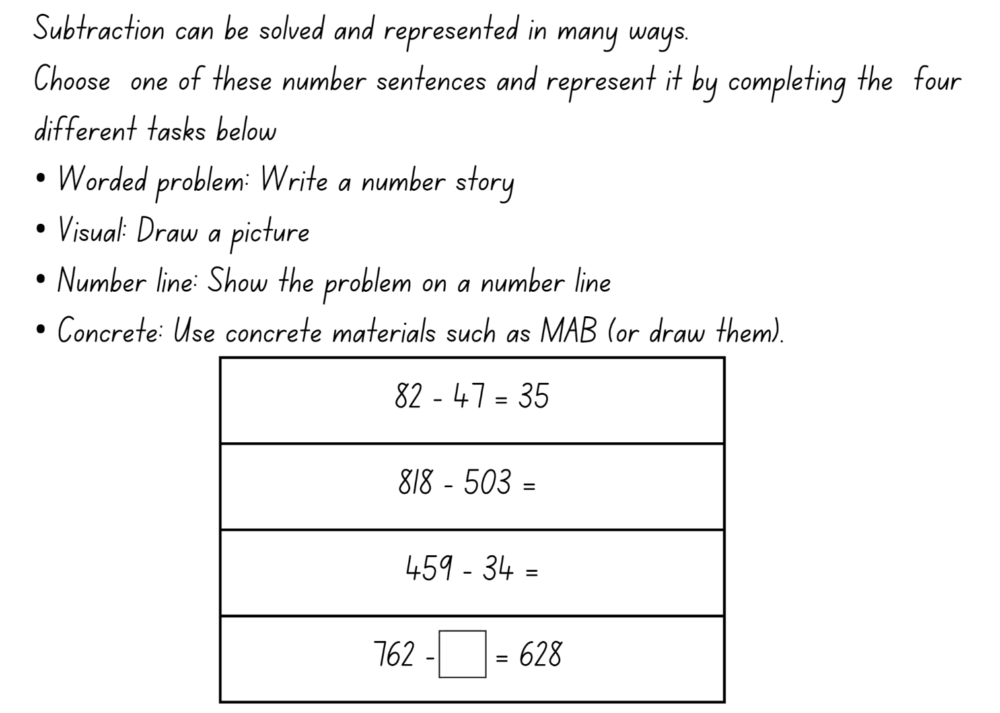 Subtraction can be solved and represented in many ways.
Choose one of these number sentences and represent it by completing the four
different tasks below
• Worded problem: Write a number story
• Visual: Draw a picture
• Number line: Show the problem on a number line
• Concrete: Use concrete materials such as MAB (or draw them).
82 - 47 = 35
818 - 503 =
459 - 34 =
762 - □ = 628